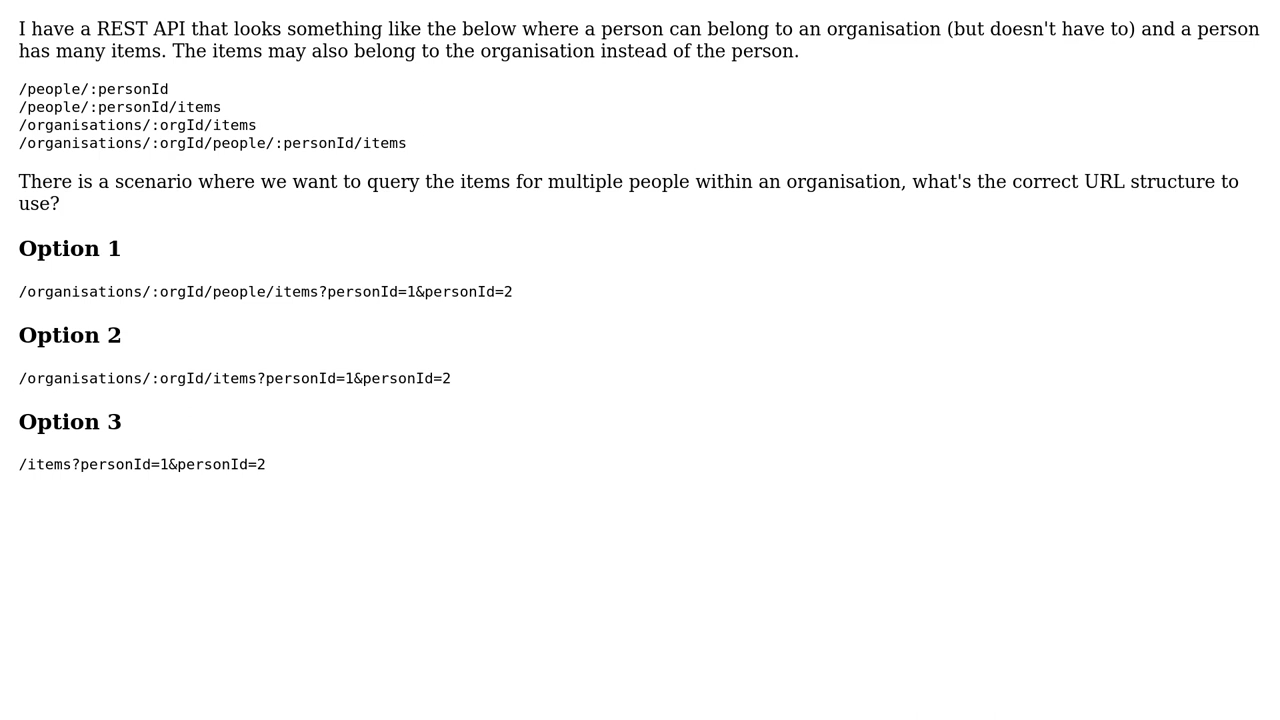 I have a REST API that looks something like the below where a person can belong to an organisation (but doesn't have to) and a person
has many items. The items may also belong to the organisation instead of the person.
/people/:personId
/people/:personId/items
/organisations/:orgId/items
/organisations/:orgId/people/:personId/items
There is a scenario where we want to query the items for multiple people within an organisation, what's the correct URL structure to
use?
Option 1
/organisations/:orgId/people/items?personId=1&personId=2
Option 2
/organisations/:orgId/items?personId=1&personId=2
Option 3
/items?personId=1&personId=2